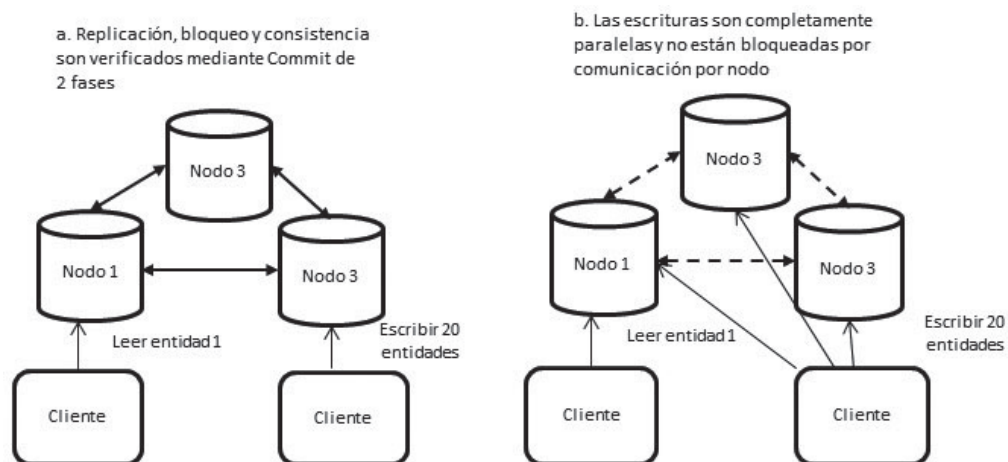 a. Replicación, bloqueo y consistencia
son verificados mediante Commit de
2 fases
Nodo 3
Nodo 1
Nodo 3
Leer entidad 1
Escribir 20
entidades
Cliente
Cliente
b. Las escrituras son completamente
paralelas y no están bloqueadas por
comunicación por nodo
Nodo 3
Nodo 1
Nodo 3
Leer entidad 1
Escribir 20
entidades
Cliente
Cliente